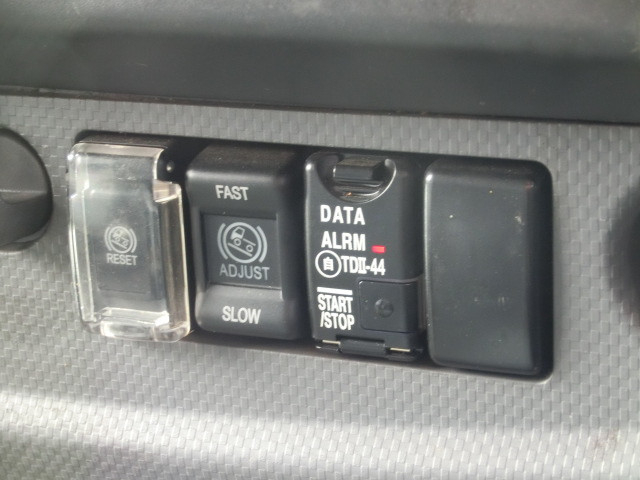 RESET
FAST
ADJUST
SLOW
DATA
ALRM
自 TDII-44
START
/STOP